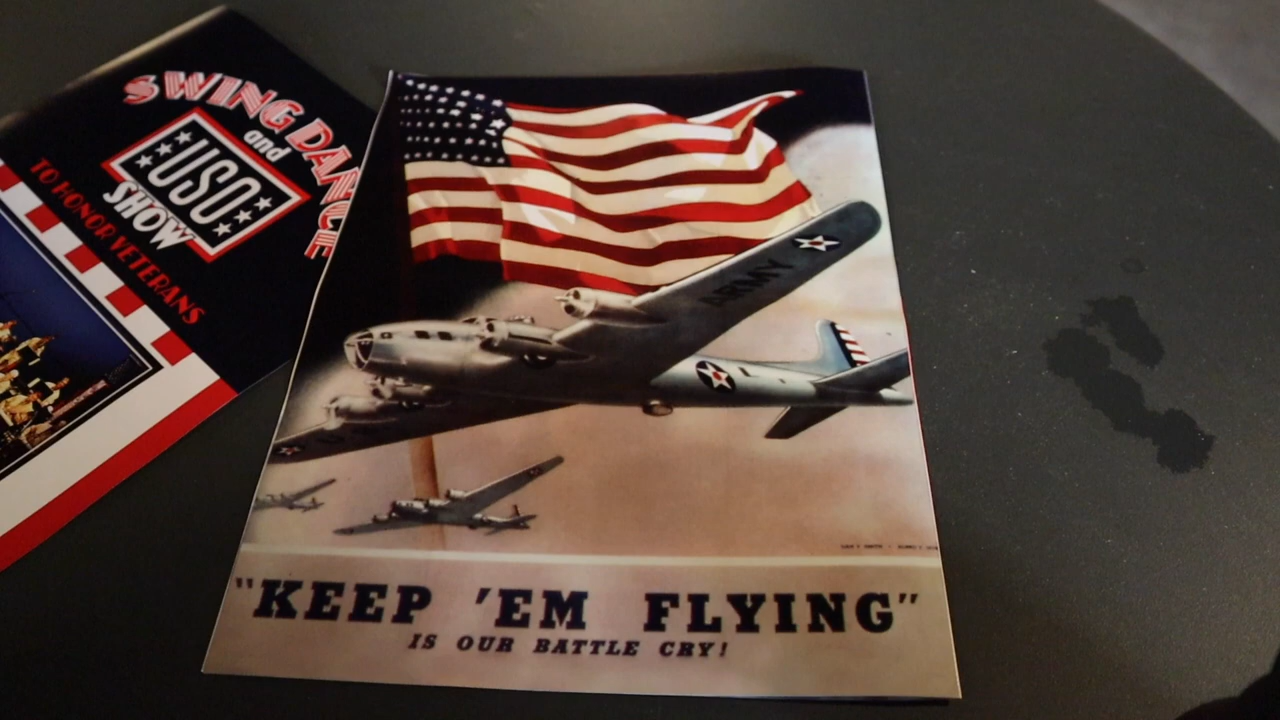 SWING DANCE
and
USO
SHOW
TO HONOR VETERANS
ARMY
"KEEP 'EM FLYING"
IS OUR BATTLE CRY!